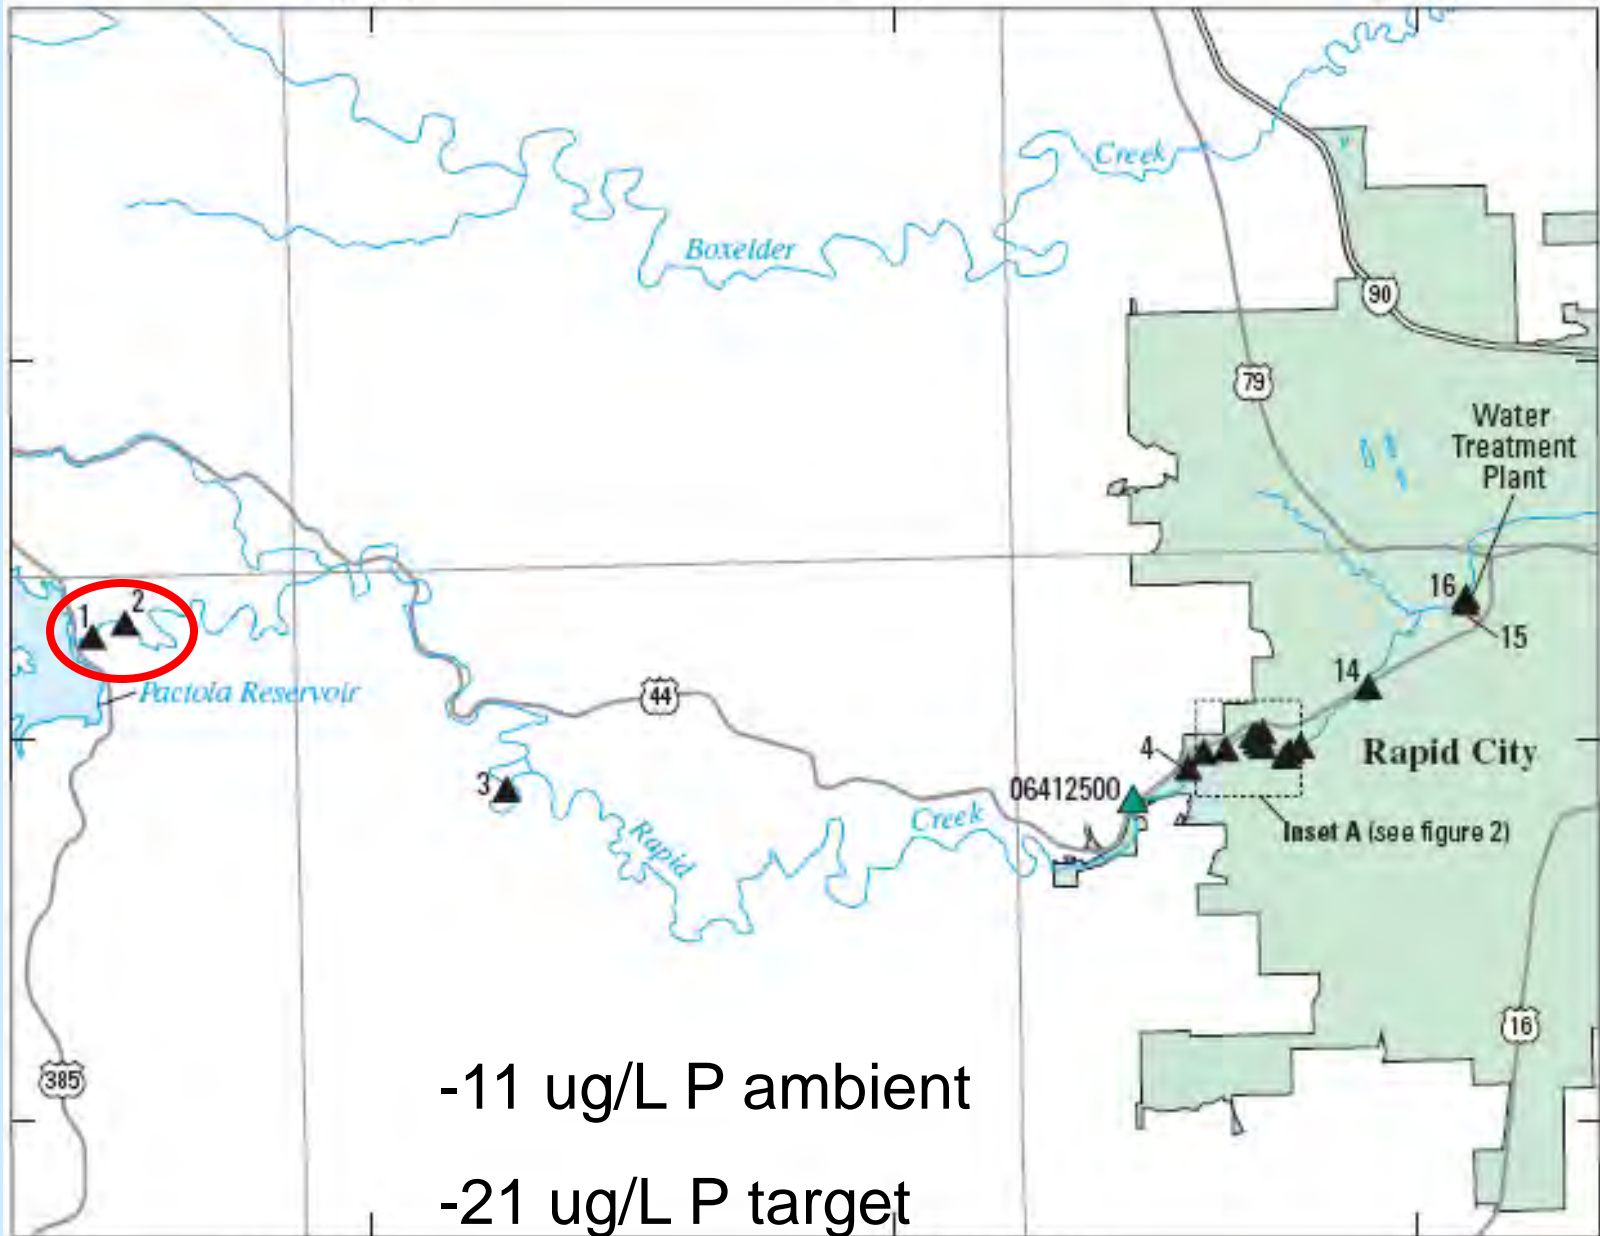 Creek
Boxelder
90
79
Water
Treatment
Plant
16
15
1
2
14
Pactola Reservoir
44
4
Rapid City
3
06412500
Rapid
Creek
Inset A (see figure 2)
16
385
-11 ug/L P ambient
-21 ug/L P target